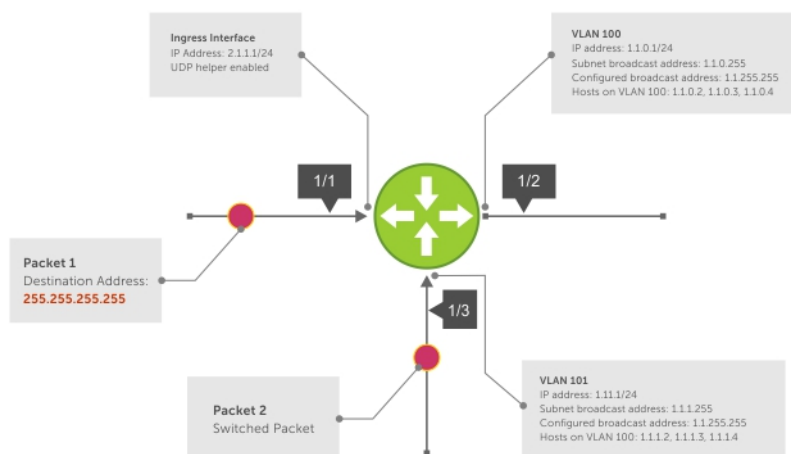 Ingress Interface
IP Address: 2.1.1.1/24
UDP helper enabled
VLAN 100
IP address: 1.1.0.1/24
Subnet broadcast address: 1.1.0.255
Configured broadcast address: 1.1.255.255
Hosts on VLAN 100: 1.1.0.2, 1.1.0.3, 1.1.0.4
1/1
1/2
Packet 1
Destination Address:
255.255.255.255
1/3
Packet 2
Switched Packet
VLAN 101
IP address: 1.11.1/24
Subnet broadcast address: 1.1.1.255
Configured broadcast address: 1.1.255.255
Hosts on VLAN 100: 1.1.1.2, 1.1.1.3, 1.1.1.4